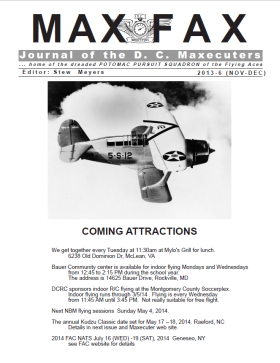 MAX FAX
Journal of the D. C. Maxecuters
... home of the dreaded POTOMAC PURSUIT SQUADRON of the Flying Aces
Editor: Stew Meyers 2013-6 (NOV-DEC)
5-S-12
COMING ATTRACTIONS
We get together every Tuesday at 11:30am at Mylo's Grill for lunch.
6238 Old Dominion Dr, McLean, VA
Bauer Community center is available for indoor flying Mondays and Wednesdays
from 12:45 to 2:15 PM during the school year.
The address is 14625 Bauer Drive, Rockville, MD
DCRC sponsors indoor R/C flying at the Montgomery County Soccerplex.
Indoor flying runs through 3/5/14. Flying is every Wednesday
from 11:45 AM until 3:45 PM. Not really suitable for free flight.
Next NBM flying sessions Sunday May 4, 2014.
The annual Kudzu Classic date set for May 17 –18, 2014: Raeford, NC
Details in next issue and Maxecuter web site.
2014 FAC NATS July 16 (WED) -19 (SAT), 2014 Geneseo, NY
see FAC website for details